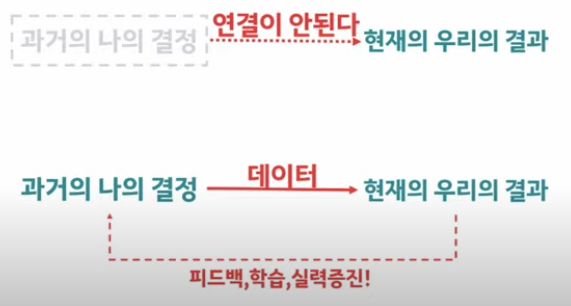 과거의 나의 결정 연결이 안된다 현재의 우리의 결과
과거의 나의 결정 데이터 현재의 우리의 결과
피드백,학습,실력증진!